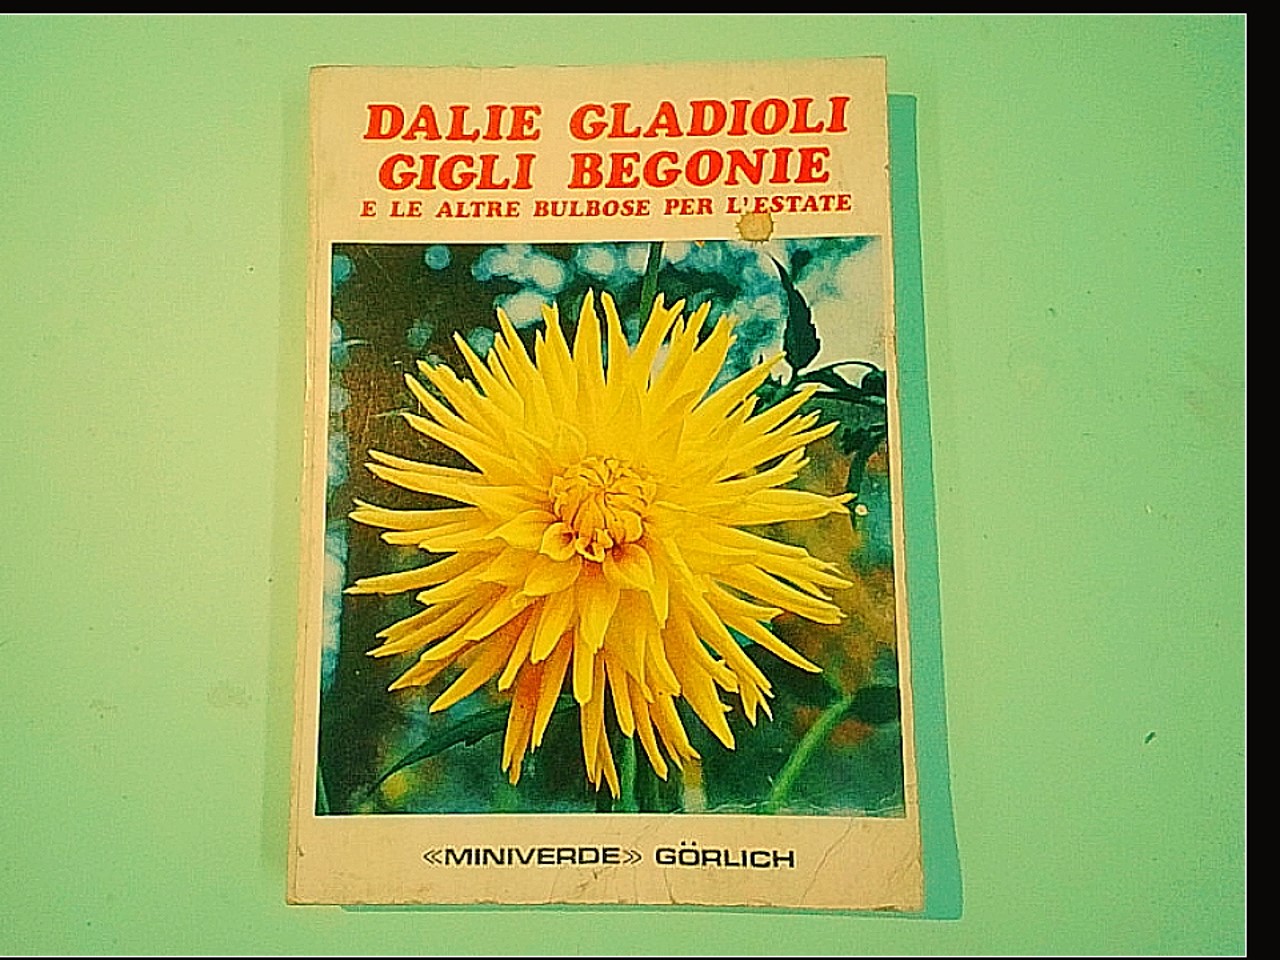 DALIE GLADIOLI
GIGLI BEGONIE
E LE ALTRE BULBOSE PER L'ESTATE
«MINIVERDE» GÖRLICH